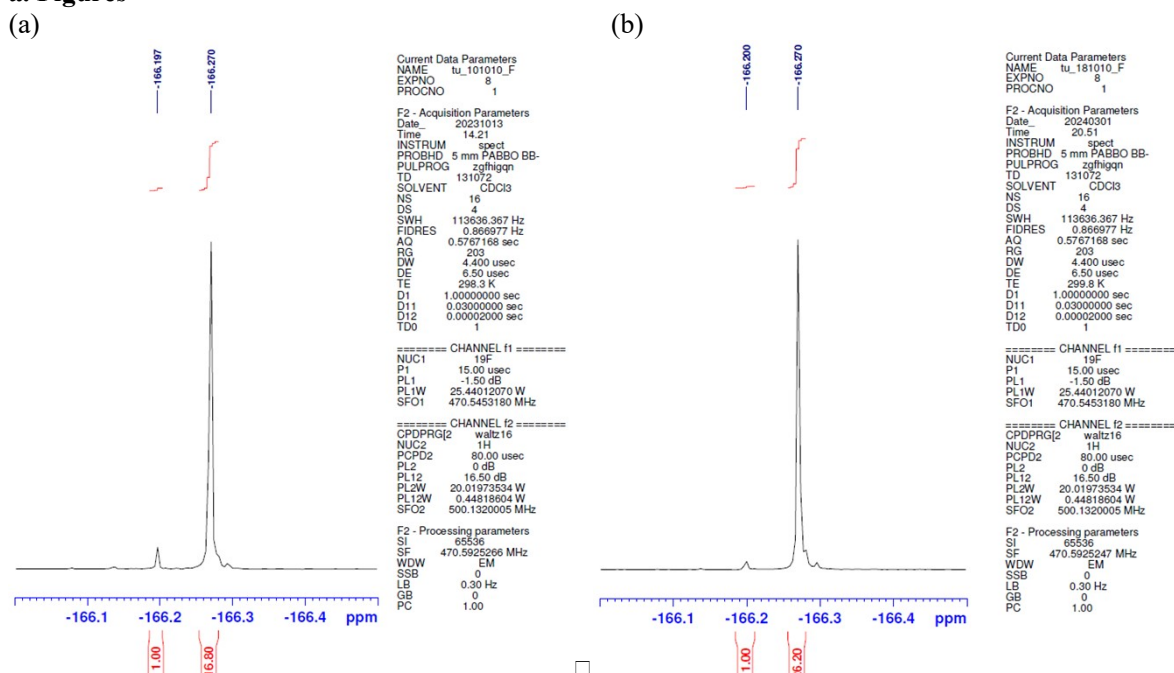 (a)
(b)
-166.197
-166.270
Current Data Parameters
NAME tu_101010_F
EXPNO 8
PROCNO 1
F2 - Acquisition Parameters
Date_ 20231013
Time 14.21
INSTRUM spect
PROBHD 5 mm PABBO BB-
PULPROG zgfhigqn
TD 131072
SOLVENT CDCl3
NS 16
DS 4
SWH 113636.367 Hz
FIDRES 0.866977 Hz
AQ 0.5767168 sec
RG 203
DW 4.400 usec
DE 6.50 usec
TE 298.3 K
D1 1.00000000 sec
D11 0.03000000 sec
D12 0.00002000 sec
TD0 1
======== CHANNEL f1 ========
NUC1 19F
P1 15.00 usec
PL1 -1.50 dB
PL1W 25.44012070 W
SFO1 470.5453180 MHz
======== CHANNEL f2 ========
CPDPRG[2 waltz16
NUC2 1H
PCPD2 80.00 usec
PL2 0 dB
PL12 16.50 dB
PL2W 20.01973534 W
PL12W 0.44818604 W
SFO2 500.1320005 MHz
F2 - Processing parameters
SI 65536
SF 470.5925266 MHz
WDW EM
SSB 0
LB 0.30 Hz
GB 0
PC 1.00
-166.1 -166.2 -166.3 -166.4 ppm
1.00
-166.200
-166.270
Current Data Parameters
NAME tu_181010_F
EXPNO 8
PROCNO 1
F2 - Acquisition Parameters
Date_ 20240301
Time 20.51
INSTRUM spect
PROBHD 5 mm PABBO BB-
PULPROG zgfhigqn
TD 131072
SOLVENT CDCl3
NS 16
DS 4
SWH 113636.367 Hz
FIDRES 0.866977 Hz
AQ 0.5767168 sec
RG 203
DW 4.400 usec
DE 6.50 usec
TE 299.8 K
D1 1.00000000 sec
D11 0.03000000 sec
D12 0.00002000 sec
TD0 1
======== CHANNEL f1 ========
NUC1 19F
P1 15.00 usec
PL1 -1.50 dB
PL1W 25.44012070 W
SFO1 470.5453180 MHz
======== CHANNEL f2 ========
CPDPRG[2 waltz16
NUC2 1H
PCPD2 80.00 usec
PL2 0 dB
PL12 16.50 dB
PL2W 20.01973534 W
PL12W 0.44818604 W
SFO2 500.1320005 MHz
F2 - Processing parameters
SI 65536
SF 470.5925247 MHz
WDW EM
SSB 0
LB 0.30 Hz
GB 0
PC 1.00
-166.1 -166.2 -166.3 -166.4 ppm
1.00